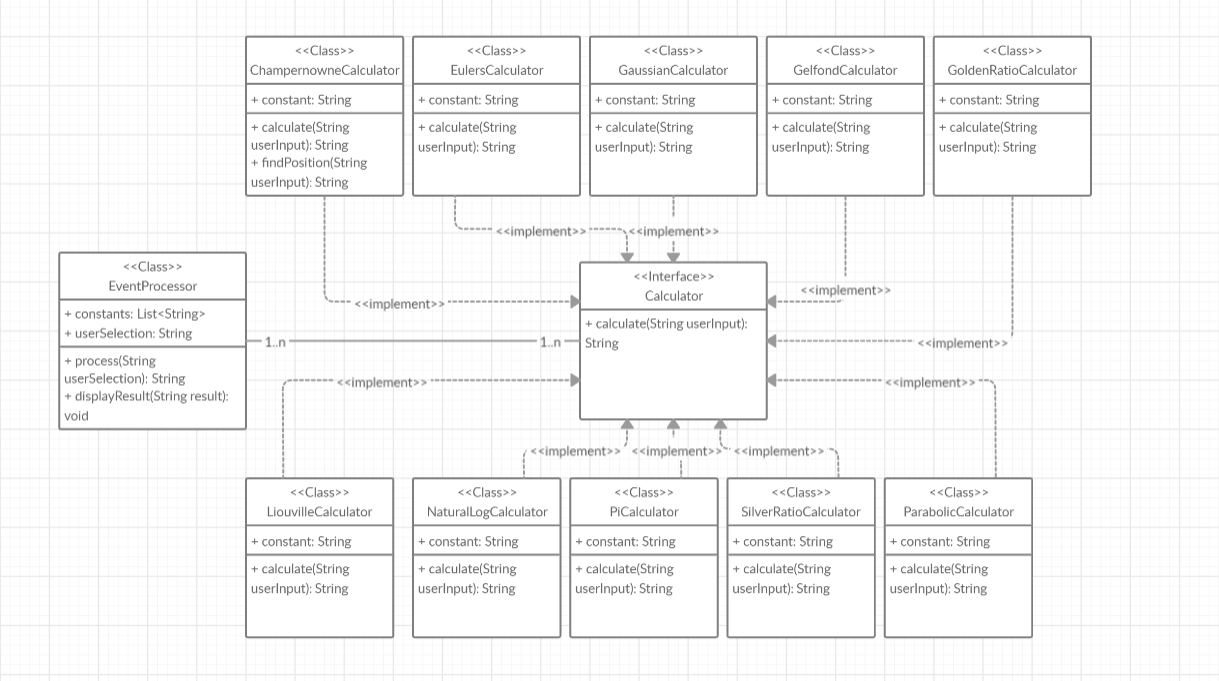 <<Class>>
ChampernowneCalculator
+ constant: String
+ calculate(String
userInput): String
+ findPosition(String
userInput): String
<<Class>>
EulersCalculator
+ constant: String
+ calculate(String
userInput): String
<<Class>>
GaussianCalculator
+ constant: String
+ calculate(String
userInput): String
<<Class>>
GelfondCalculator
+ constant: String
+ calculate(String
userInput): String
<<Class>>
GoldenRatioCalculator
+ constant: String
+ calculate(String
userInput): String
<<implement>>
<<implement>>
<<Class>>
EventProcessor
+ constants: List<String>
+ userSelection: String
+ process(String
userSelection): String
+ displayResult(String result):
void
<<implement>>
1..n
1..n
<<implement>>
<<Interface>>
Calculator
+ calculate(String userInput):
String
<<implement>>
<<implement>>
<<implement>>
<<implement>>
<<implement>>
<<implement>>
<<Class>>
LiouvilleCalculator
+ constant: String
+ calculate(String
userInput): String
<<Class>>
NaturalLogCalculator
+ constant: String
+ calculate(String
userInput): String
<<Class>>
PiCalculator
+ constant: String
+ calculate(String
userInput): String
<<Class>>
SilverRatioCalculator
+ constant: String
+ calculate(String
userInput): String
<<Class>>
ParabolicCalculator
+ constant: String
+ calculate(String
userInput): String